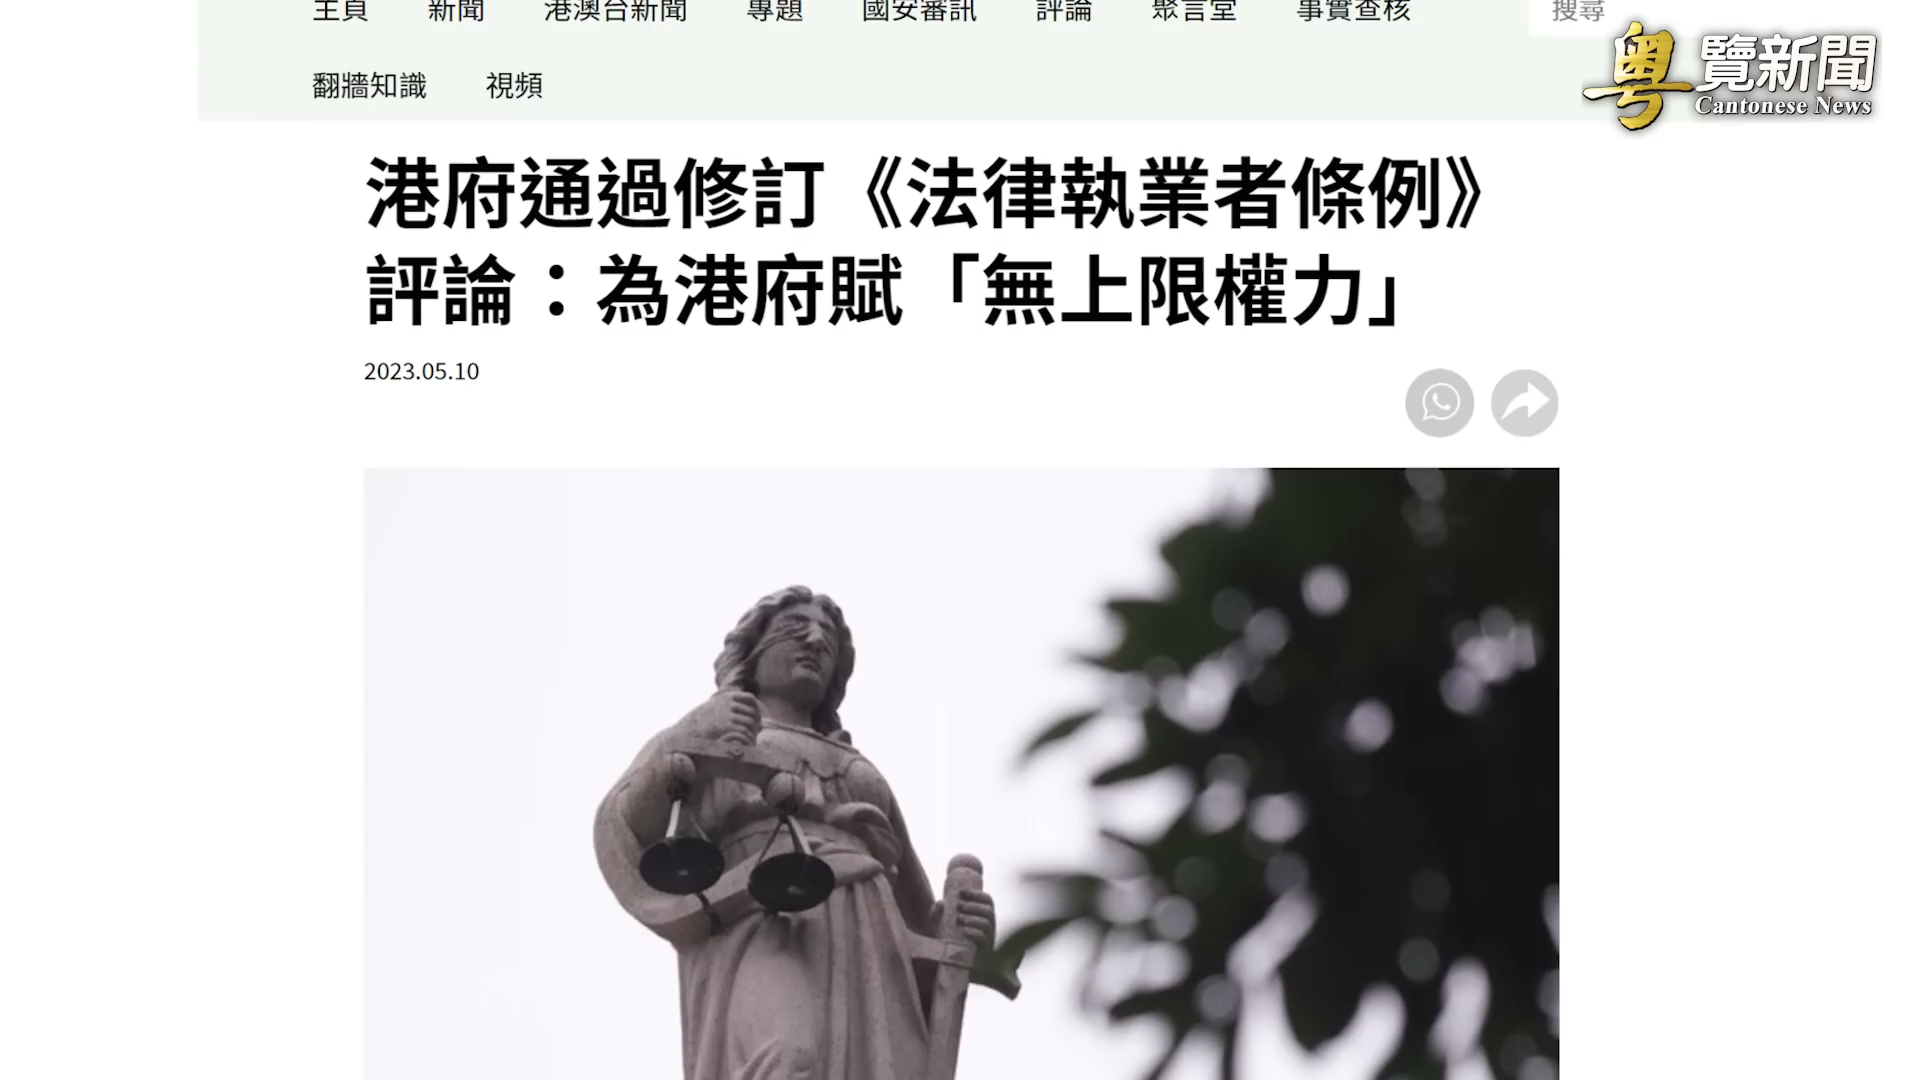 主頁 新聞 港澳台新聞 專題 國安審訊 評論 聚言堂 事實查核 搜尋
粵覽新聞
Cantonese News
翻牆知識 視頻
港府通過修訂《法律執業者條例》
評論：為港府賦「無上限權力」
2023.05.10